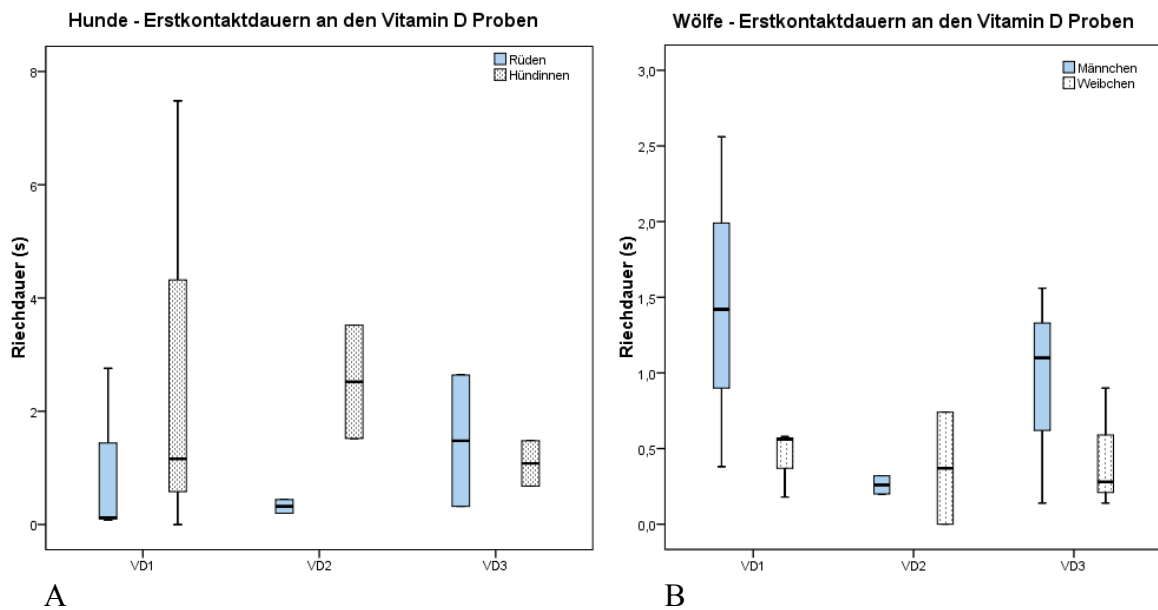 Hunde - Erstkontaktdauern an den Vitamin D Proben
Rüden
Hündinnen
Riechdauer (s)
8
6
4
2
0
VD1 VD2 VD3
A
Wölfe - Erstkontaktdauern an den Vitamin D Proben
Männchen
Weibchen
Riechdauer (s)
3,0
2,5
2,0
1,5
1,0
0,5
0,0
VD1 VD2 VD3
B